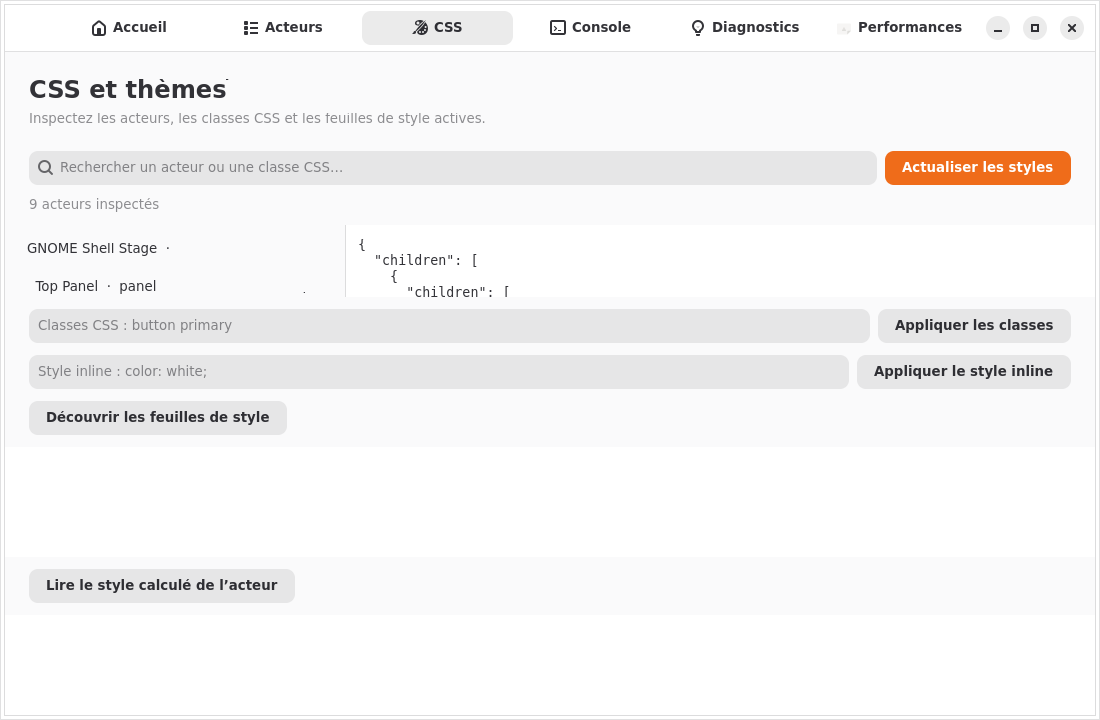 Accueil
Acteurs
CSS
Console
Diagnostics
Performances
CSS et thèmes
Inspectez les acteurs, les classes CSS et les feuilles de style actives.
Rechercher un acteur ou une classe CSS…
Actualiser les styles
9 acteurs inspectés
GNOME Shell Stage ·
Top Panel · panel
{
"children": [
{
"children": [
Classes CSS : button primary
Appliquer les classes
Style inline : color: white;
Appliquer le style inline
Découvrir les feuilles de style
Lire le style calculé de l’acteur